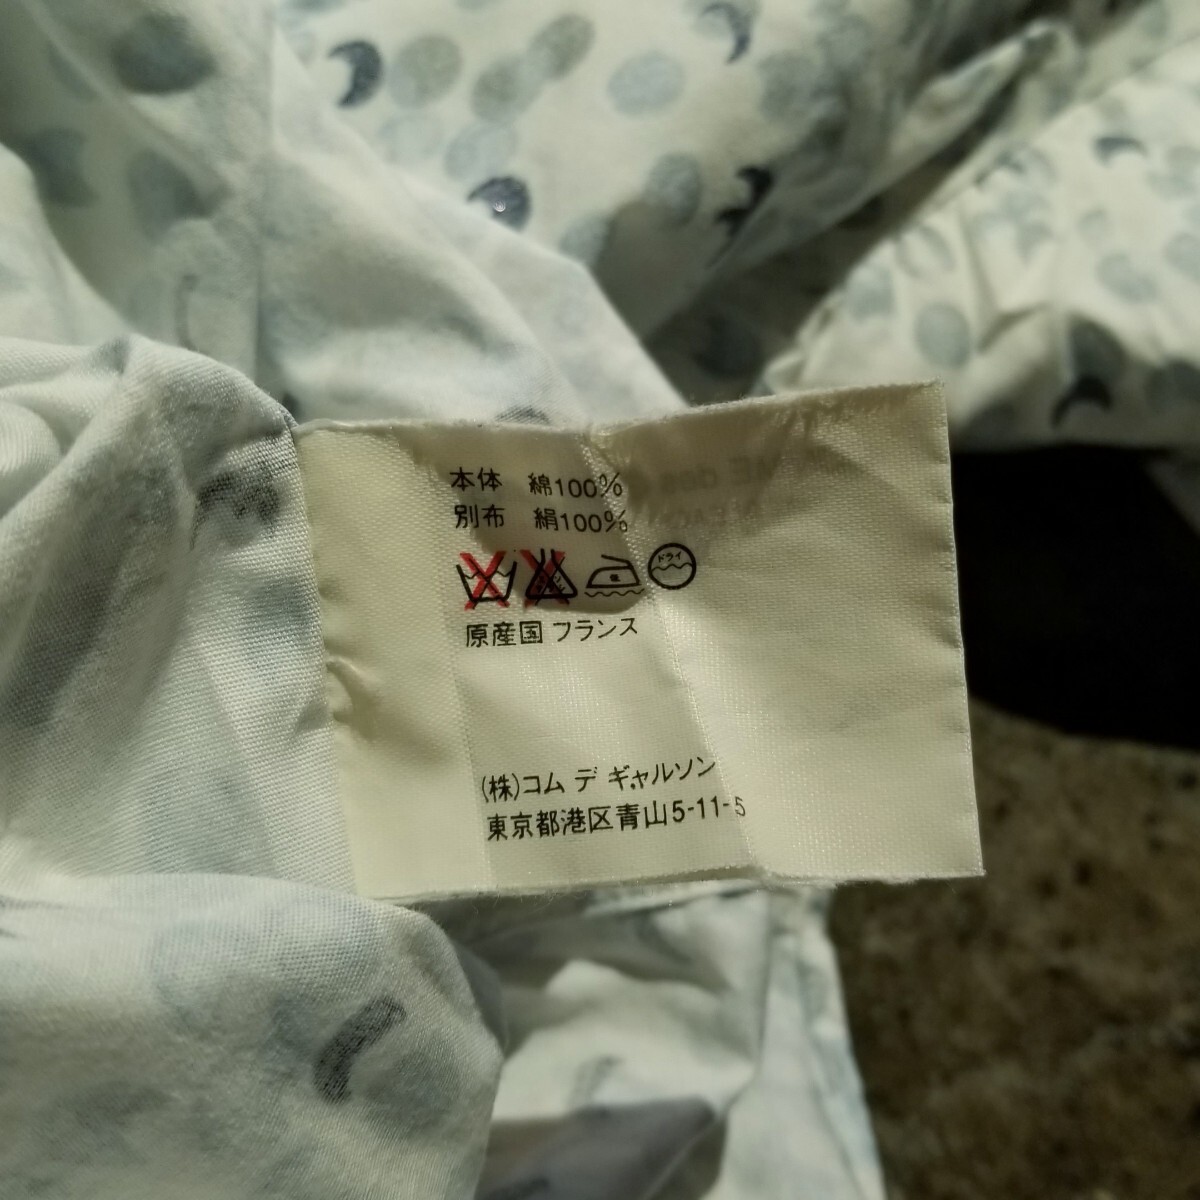 本体 綿100%
別布 絹100%
ドライ
原産国 フランス
(株)コム デ ギャルソン
東京都港区青山5-11-5